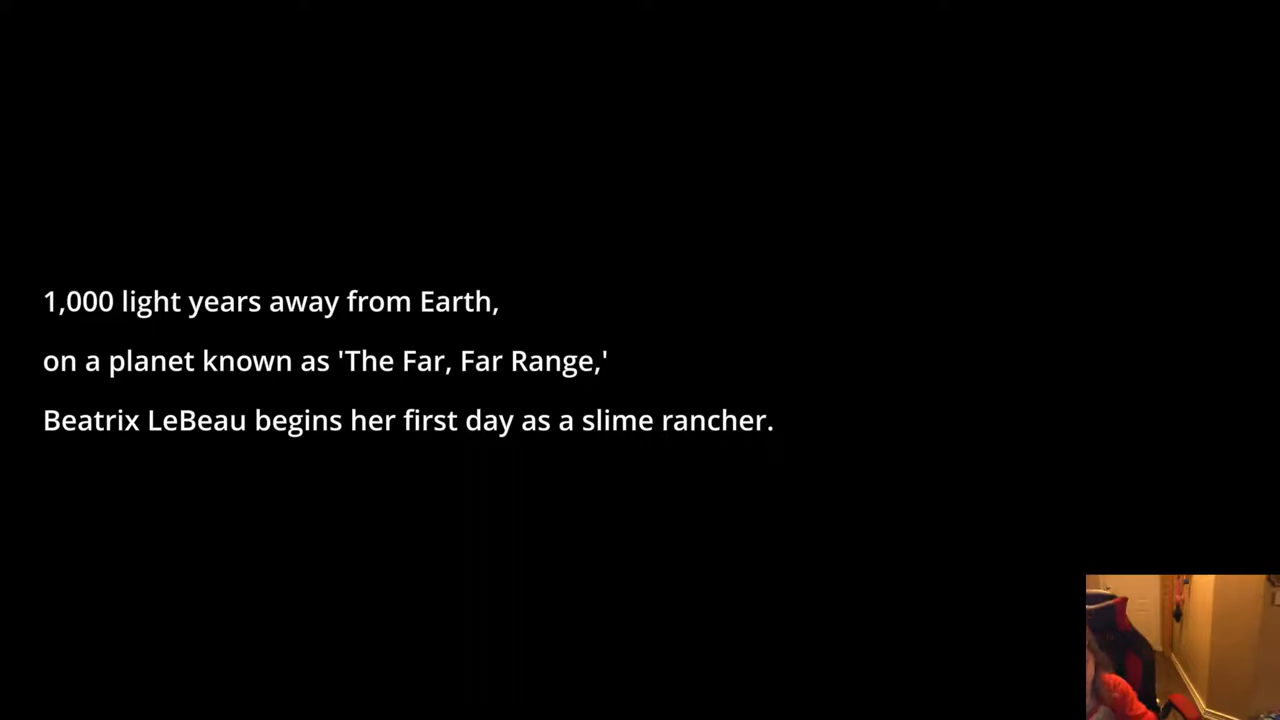 1,000 light years away from Earth,
on a planet known as 'The Far, Far Range,'
Beatrix LeBeau begins her first day as a slime rancher.